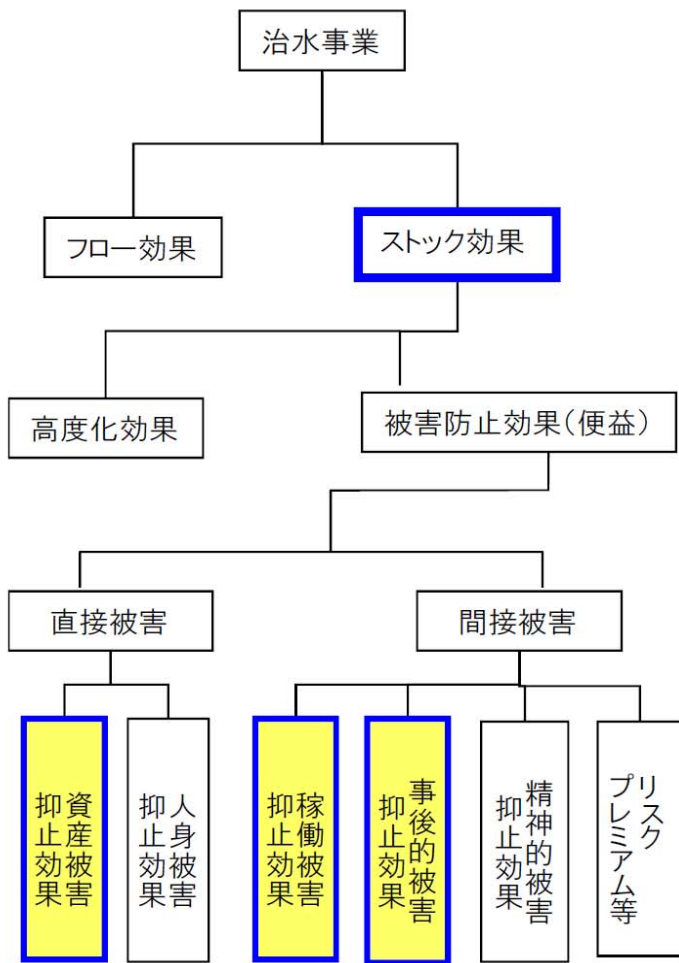 治水事業
フロー効果
ストック効果
高度化効果
被害防止効果（便益）
直接被害
間接被害
資産被害
抑止効果
人身被害
抑止効果
稼働被害
抑止効果
事後的被害
抑止効果
精神的被害
抑止効果
リスク
プレミアム等